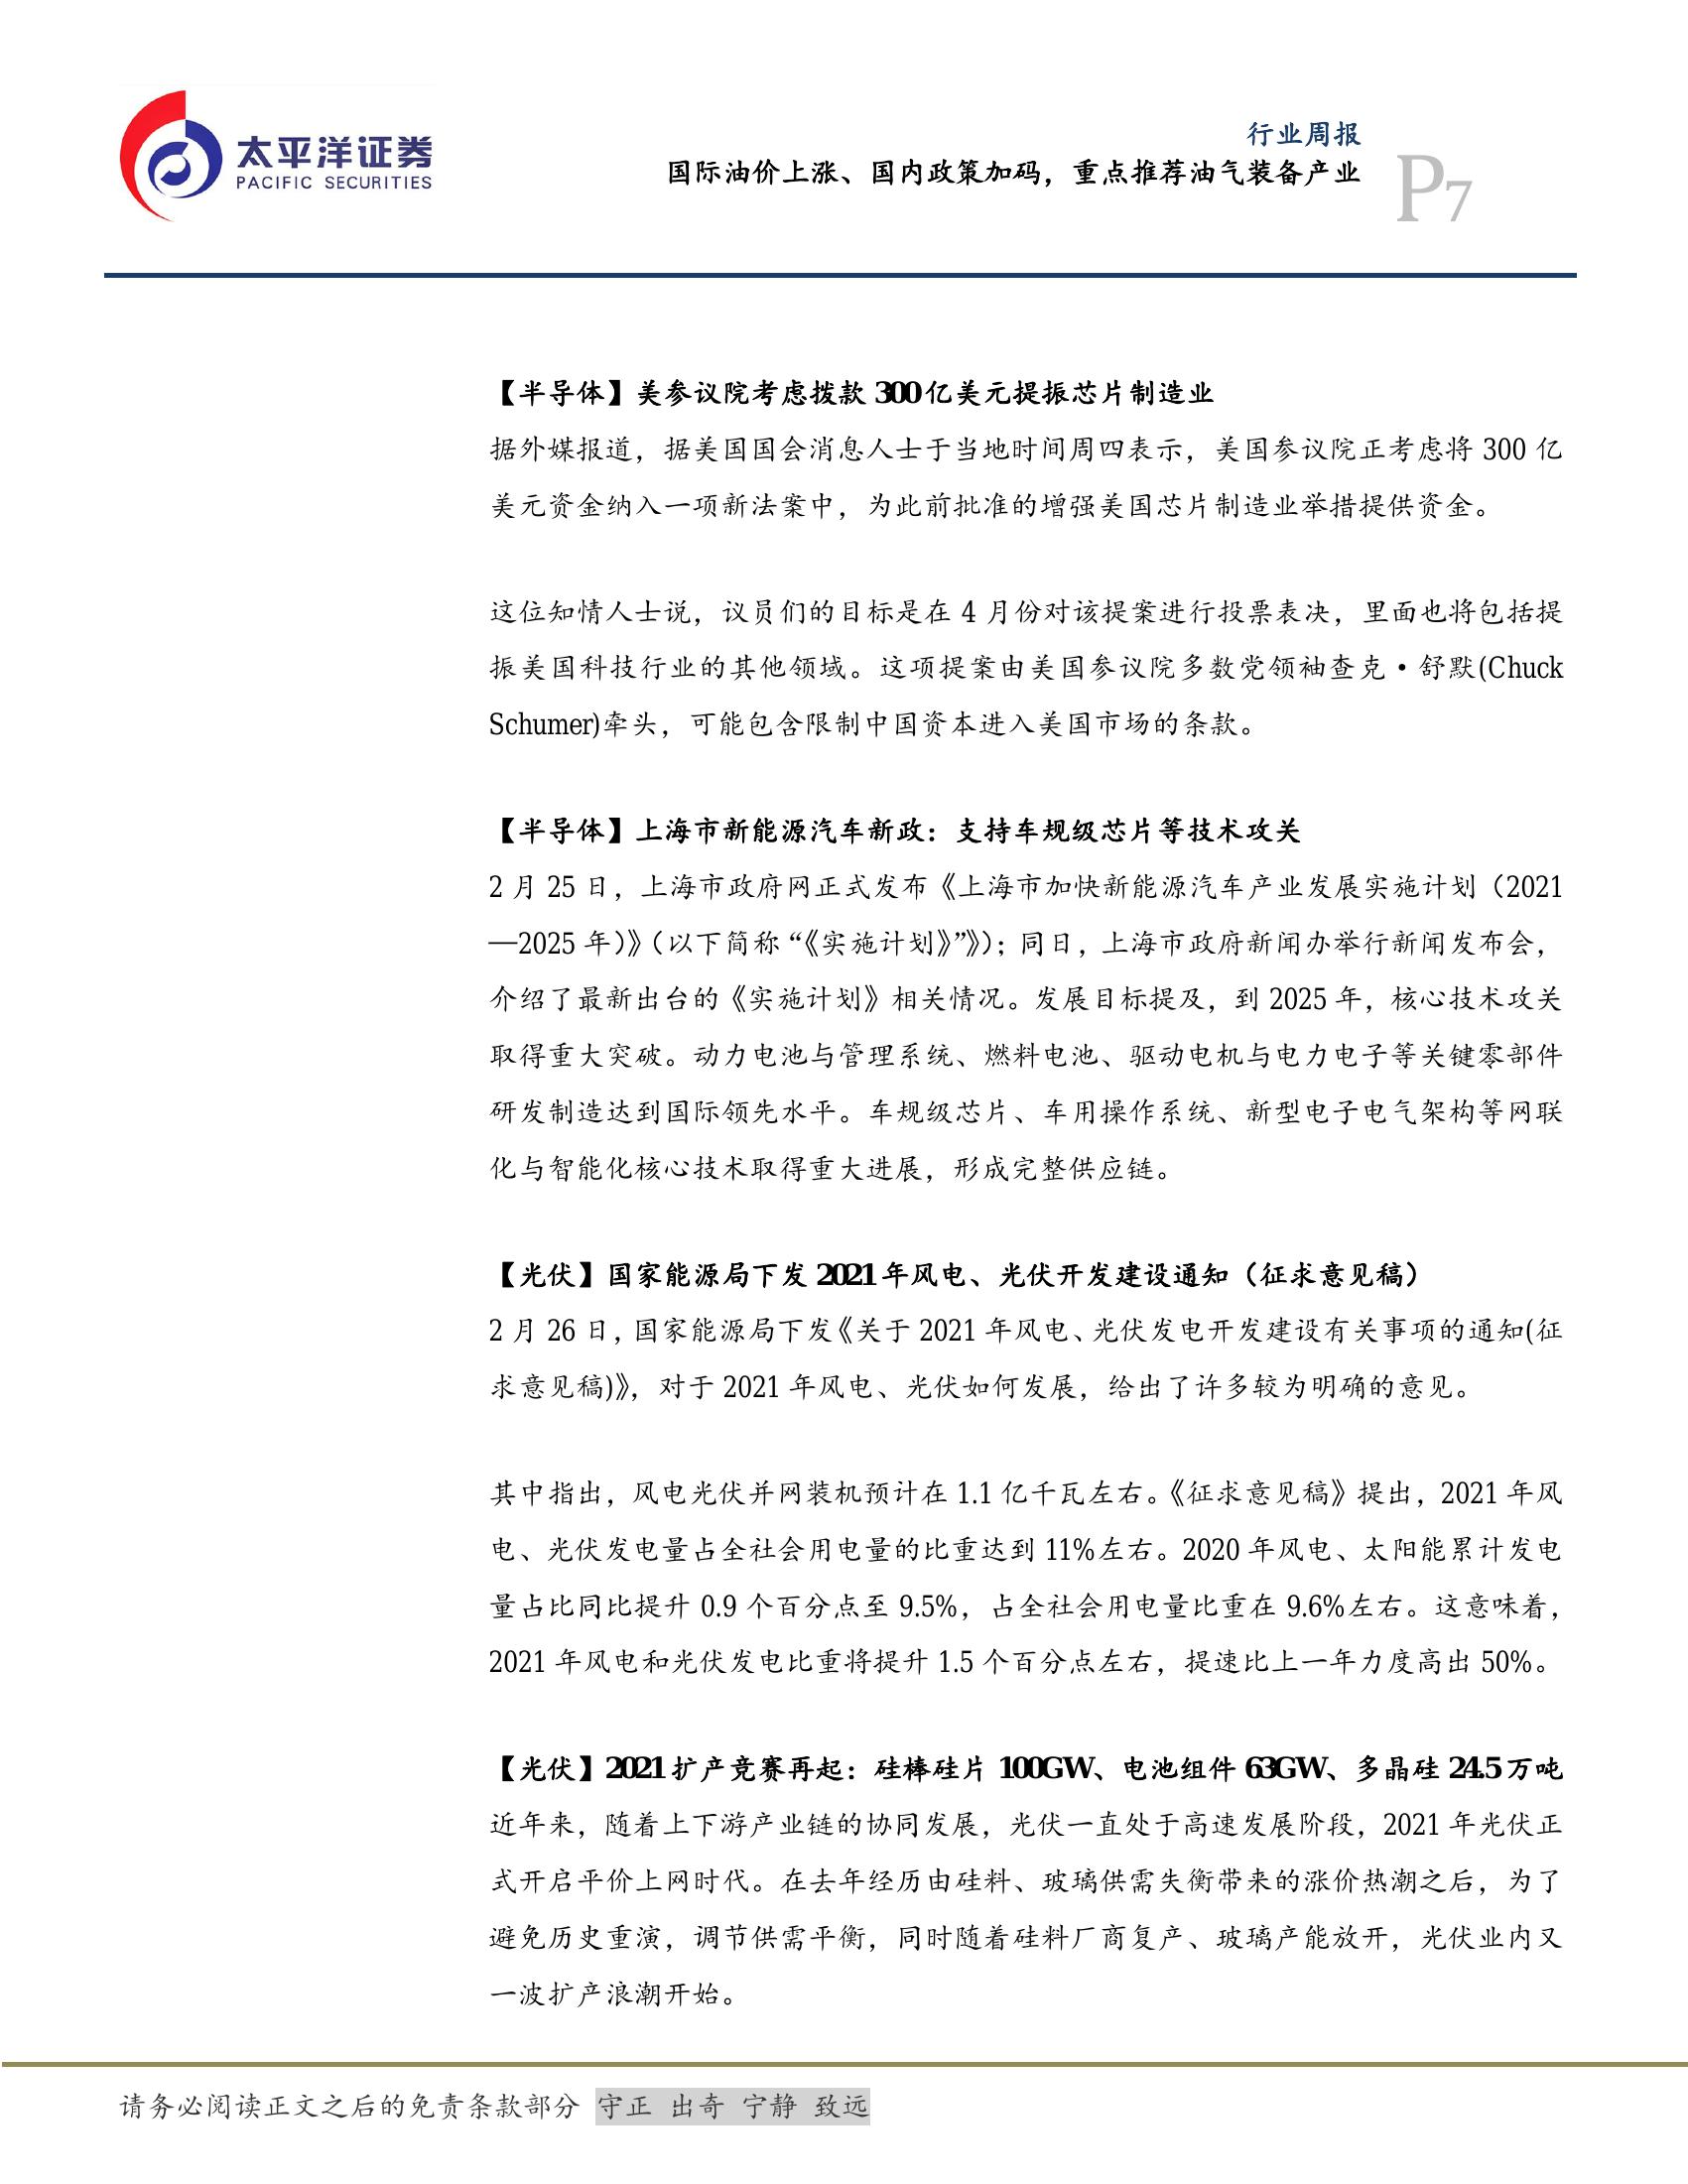 太平洋证券
PACIFIC SECURITIES
行业周报
国际油价上涨、国内政策加码，重点推荐油气装备产业
P7
【半导体】美参议院考虑拨款 300 亿美元提振芯片制造业
据外媒报道，据美国国会消息人士于当地时间周四表示，美国参议院正考虑将 300 亿
美元资金纳入一项新法案中，为此前批准的增强美国芯片制造业举措提供资金。
这位知情人士说，议员们的目标是在 4 月份对该提案进行投票表决，里面也将包括提
振美国科技行业的其他领域。这项提案由美国参议院多数党领袖查克·舒默(Chuck
Schumer)牵头，可能包含限制中国资本进入美国市场的条款。
【半导体】上海市新能源汽车新政：支持车规级芯片等技术攻关
2 月 25 日，上海市政府网正式发布《上海市加快新能源汽车产业发展实施计划（2021
—2025 年）》（以下简称 “《实施计划》”》）；同日，上海市政府新闻办举行新闻发布会，
介绍了最新出台的《实施计划》相关情况。发展目标提及，到 2025 年，核心技术攻关
取得重大突破。动力电池与管理系统、燃料电池、驱动电机与电力电子等关键零部件
研发制造达到国际领先水平。车规级芯片、车用操作系统、新型电子电气架构等网联
化与智能化核心技术取得重大进展，形成完整供应链。
【光伏】国家能源局下发 2021 年风电、光伏开发建设通知（征求意见稿）
2 月 26 日，国家能源局下发《关于 2021 年风电、光伏发电开发建设有关事项的通知(征
求意见稿)》，对于 2021 年风电、光伏如何发展，给出了许多较为明确的意见。
其中指出，风电光伏并网装机预计在 1.1 亿千瓦左右。《征求意见稿》提出，2021 年风
电、光伏发电量占全社会用电量的比重达到 11%左右。2020 年风电、太阳能累计发电
量占比同比提升 0.9 个百分点至 9.5%，占全社会用电量比重在 9.6%左右。这意味着，
2021 年风电和光伏发电比重将提升 1.5 个百分点左右，提速比上一年力度高出 50%。
【光伏】2021 扩产竞赛再起：硅棒硅片 100GW、电池组件 63GW、多晶硅 24.5 万吨
近年来，随着上下游产业链的协同发展，光伏一直处于高速发展阶段，2021 年光伏正
式开启平价上网时代。在去年经历由硅料、玻璃供需失衡带来的涨价热潮之后，为了
避免历史重演，调节供需平衡，同时随着硅料厂商复产、玻璃产能放开，光伏业内又
一波扩产浪潮开始。
请务必阅读正文之后的免责条款部分 守正 出奇 宁静 致远